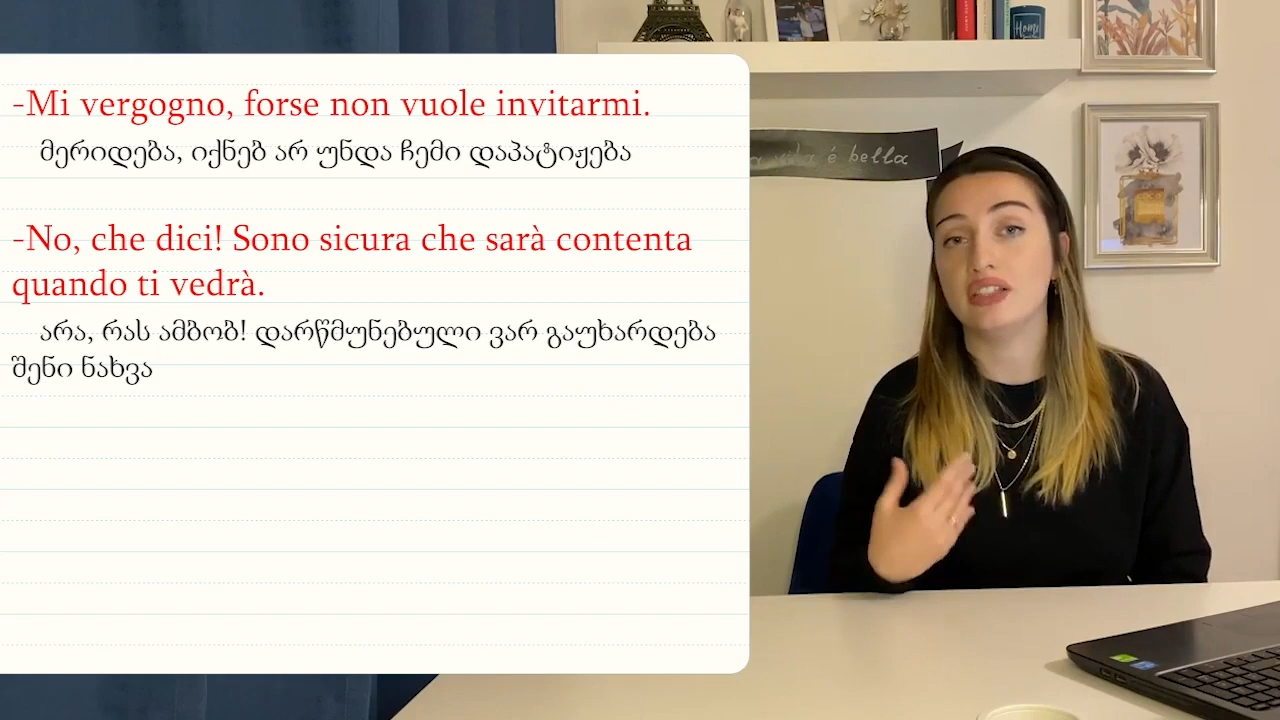 -Mi vergogno, forse non vuole invitarmi.
მერიდება, იქნებ არ უნდა ჩემი დაპატიჟება
-No, che dici! Sono sicura che sarà contenta
quando ti vedrà.
არა, რას ამბობ! დარწმუნებული ვარ გაუხარდება
შენი ნახვა
é bella